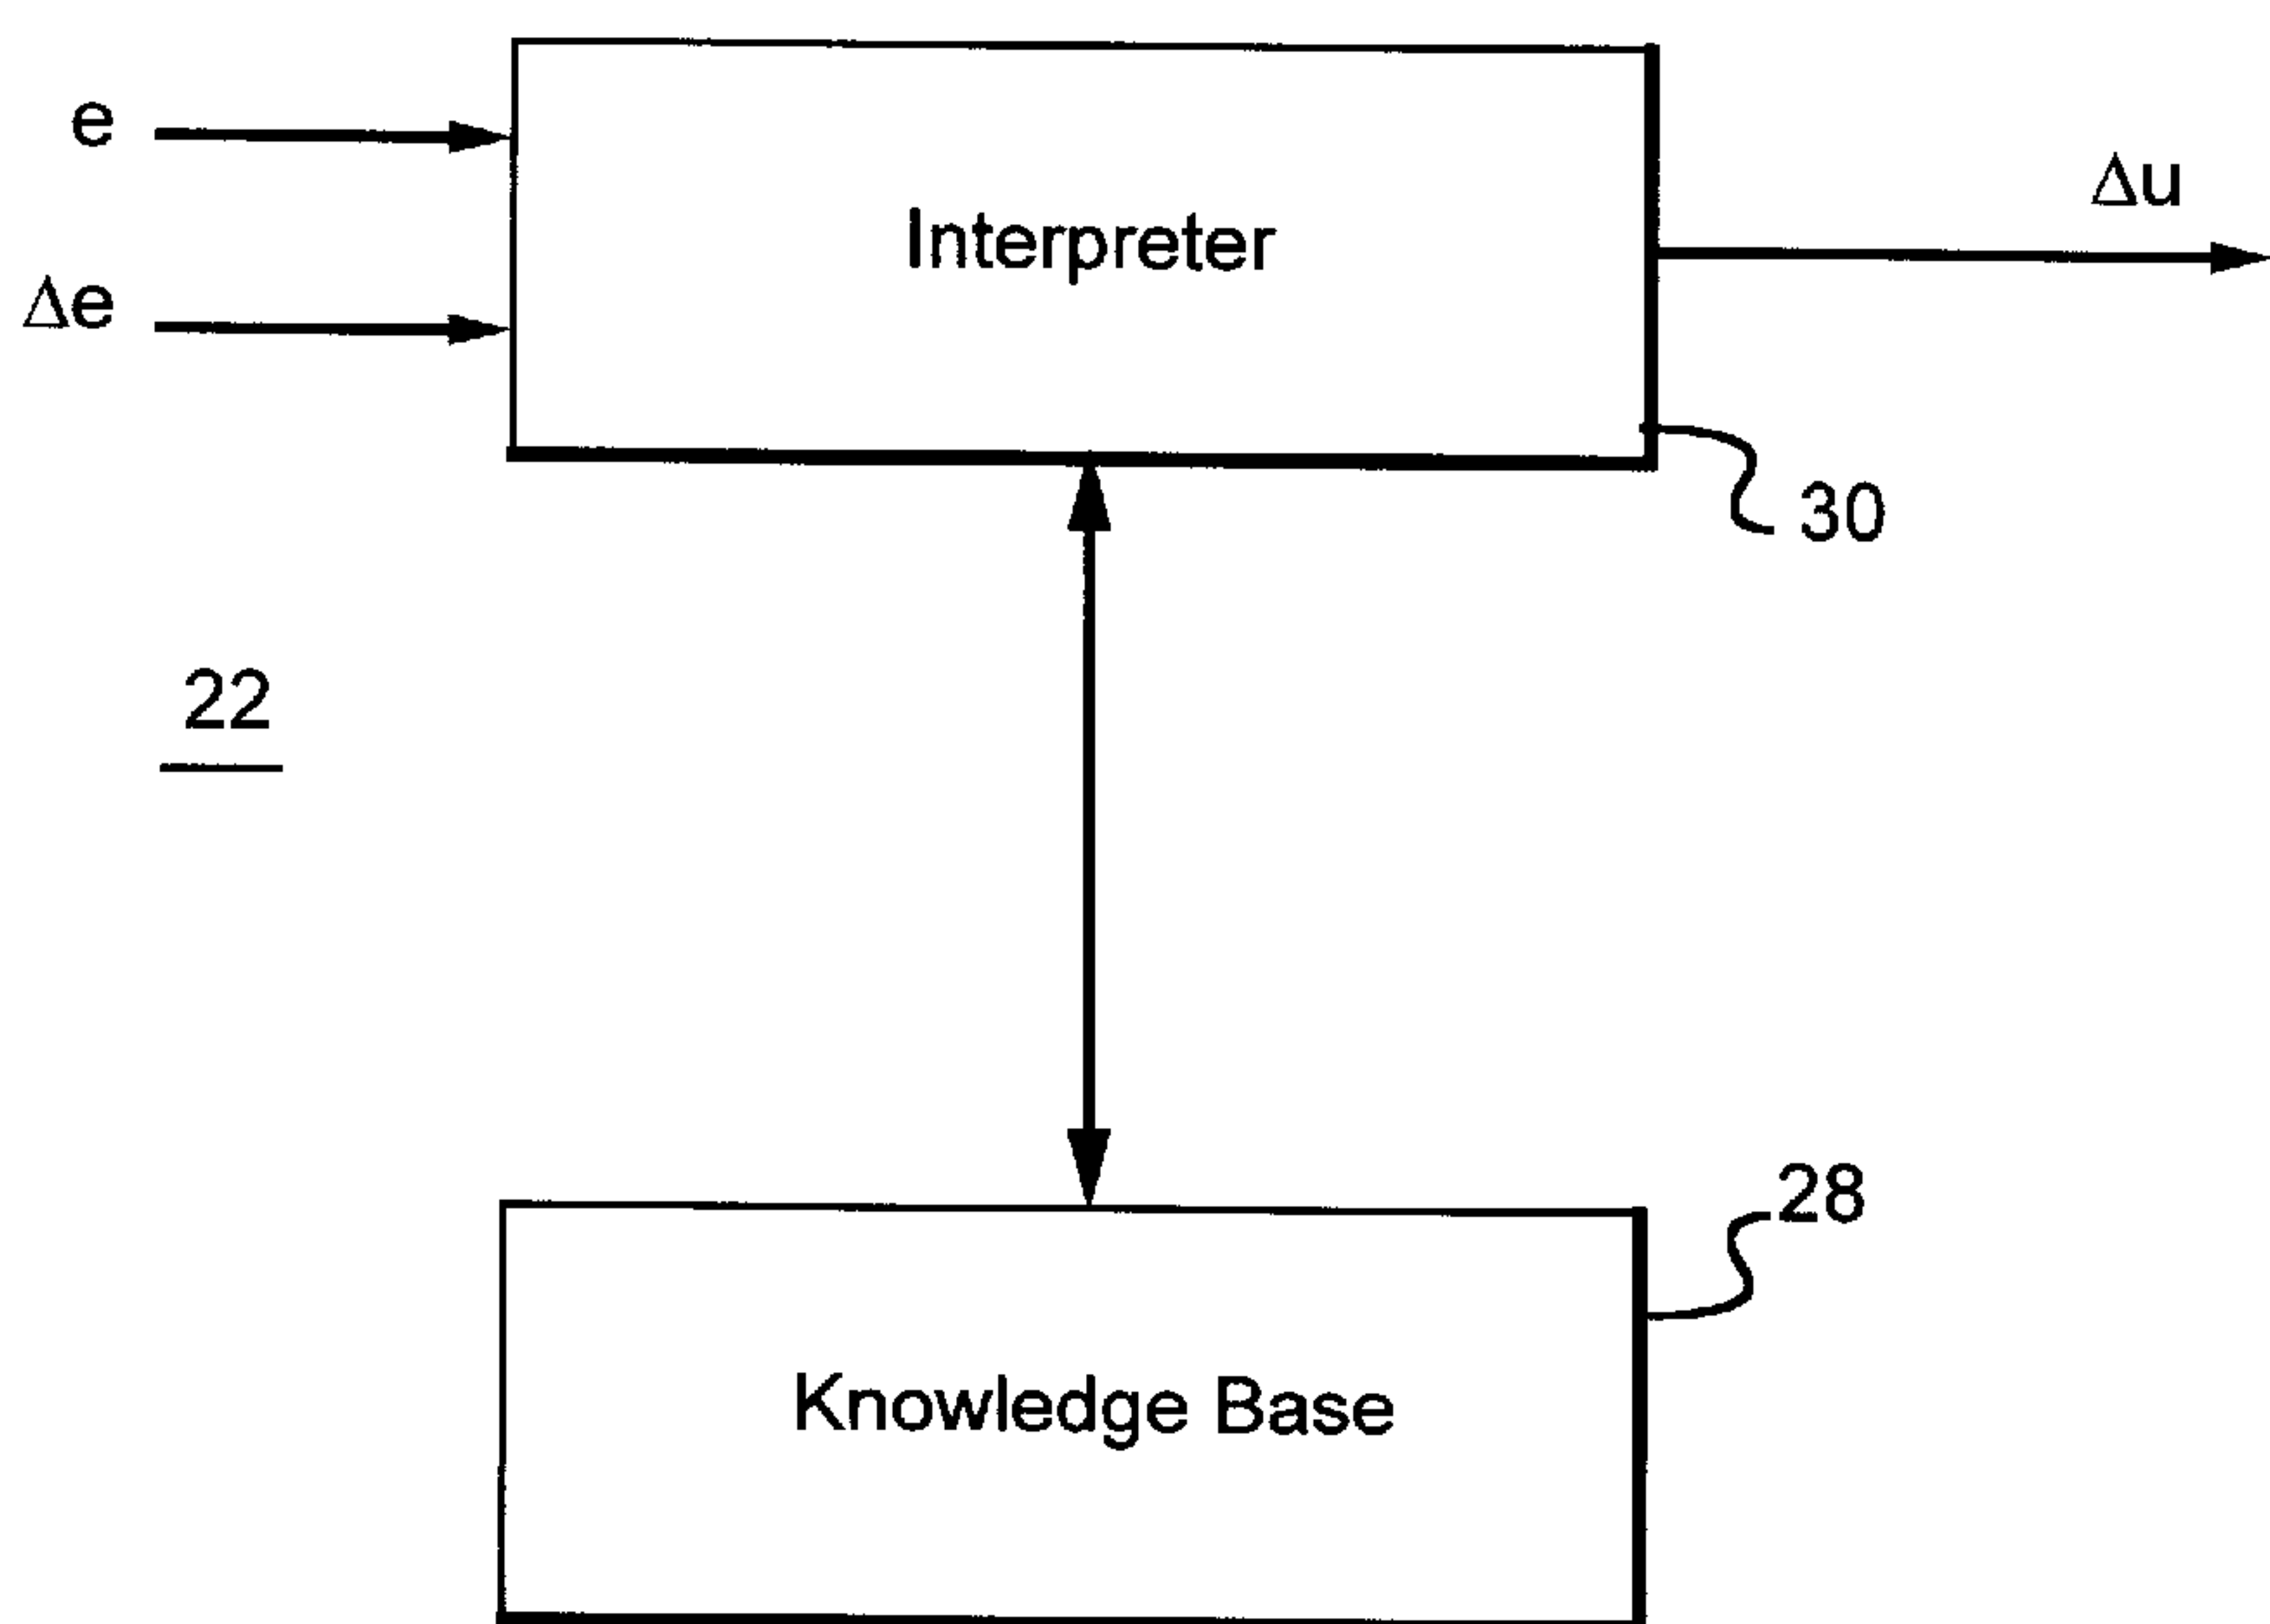 e
Interpreter
Δu
Δe
30
22
28
Knowledge Base